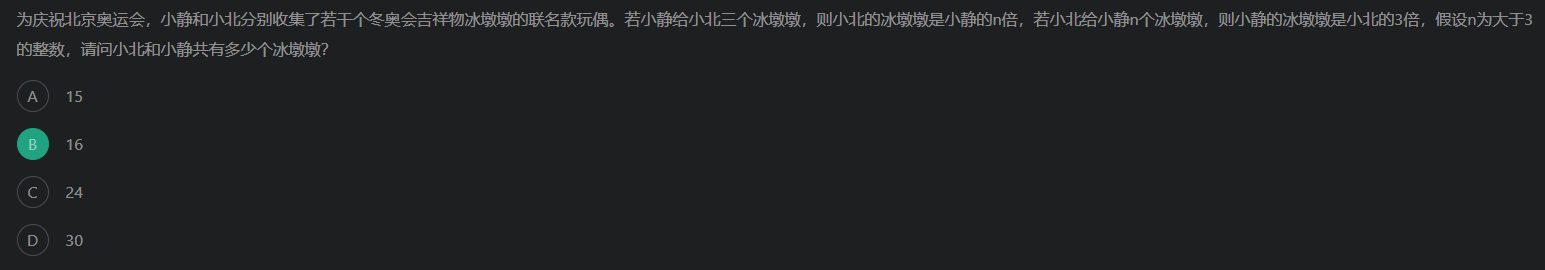 为庆祝北京奥运会，小静和小北分别收集了若干个冬奥会吉祥物冰墩墩的联名款玩偶。若小静给小北三个冰墩墩，则小北的冰墩墩是小静的n倍，若小北给小静n个冰墩墩，则小静的冰墩墩是小北的3倍，假设n为大于3
的整数，请问小北和小静共有多少个冰墩墩？
A 15
B 16
C 24
D 30